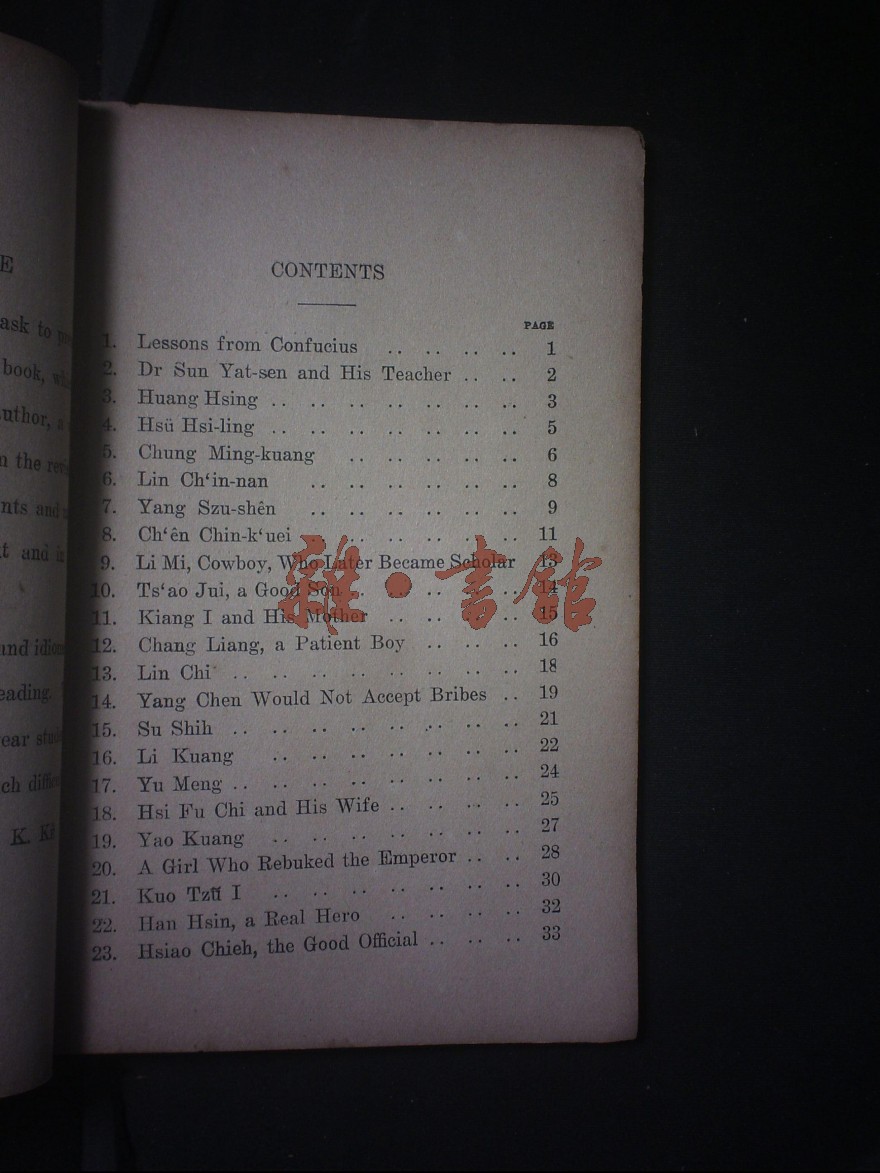 E
ask to
book,
uthor, a
n the
nts and
t and
and
eading.
ear
ch
K.
CONTENTS
PAGE
1. Lessons from Confucius .. .. .. .. 1
2. Dr Sun Yat-sen and His Teacher .. .. 2
3. Huang Hsing .. .. .. .. .. .. .. 3
4. Hsü Hsi-ling .. .. .. .. .. .. .. 5
5. Chung Ming-kuang .. .. .. .. .. 6
6. Lin Ch‘in-nan .. .. .. .. .. .. 8
7. Yang Szu-shên .. .. .. .. .. .. 9
8. Ch‘ên Chin-k‘uei .. .. .. .. .. .. 11
9. Li Mi, Cowboy, Who Later Became Scholar 13
10. Ts‘ao Jui, a Good Son .. .. .. .. .. 14
11. Kiang I and His Mother .. .. .. .. 15
12. Chang Liang, a Patient Boy .. .. .. 16
13. Lin Chi .. .. .. .. .. .. .. .. 18
14. Yang Chen Would Not Accept Bribes .. 19
15. Su Shih .. .. .. .. .. .. .. .. 21
16. Li Kuang .. .. .. .. .. .. .. 22
17. Yu Meng .. .. .. .. .. .. .. .. 24
18. Hsi Fu Chi and His Wife .. .. .. .. 25
19. Yao Kuang .. .. .. .. .. .. .. 27
20. A Girl Who Rebuked the Emperor .. .. 28
21. Kuo Tzŭ I .. .. .. .. .. .. .. 30
22. Han Hsin, a Real Hero .. .. .. .. 32
23. Hsiao Chieh, the Good Official .. .. .. 33
雜·書館